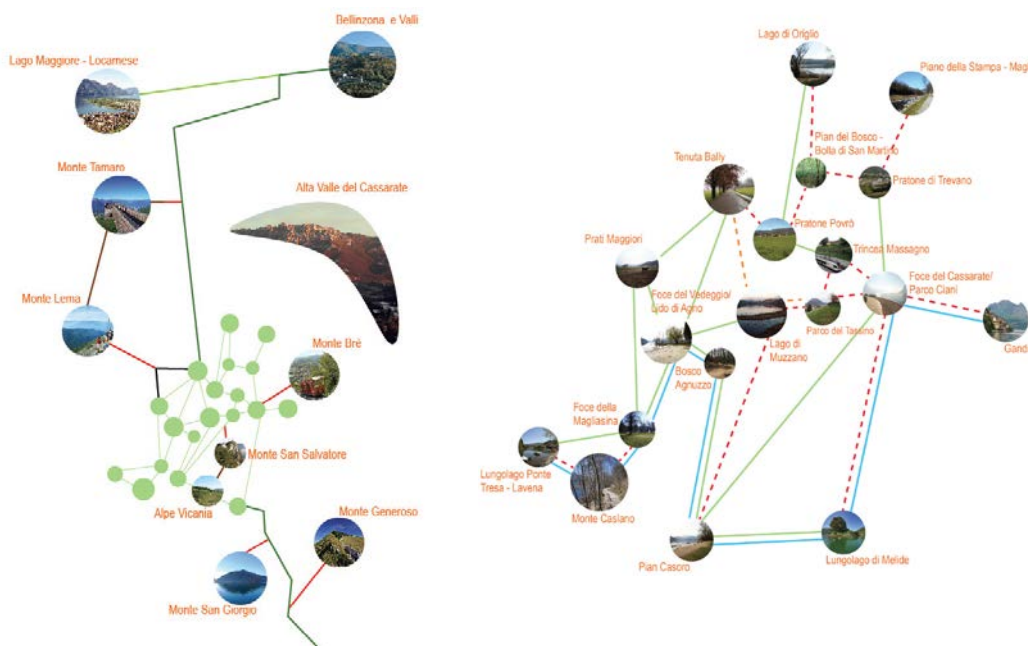 Bellinzona e Valli
Lago Maggiore - Locarnese
Monte Tamaro
Alta Valle del Cassarate
Monte Lema
Monte Brè
Monte San Salvatore
Alpe Vicania
Monte Generoso
Monte San Giorgio
Lago di Origlio
Piano della Stampa - Magl
Pian del Bosco -
Bolla di San Martino
Tenuta Bally
Pratone di Trevano
Pratone Povrò
Trincea Massagno
Prati Maggiori
Foce del Cassarate/
Parco Ciani
Foce del Vedeggio/
Lido di Agno
Parco del Tassino
Gand
Lago di
Muzzano
Bosco
Agnuzzo
Foce della
Magliasina
Lungolago Ponte
Tresa - Lavena
Monte Caslano
Pian Casoro
Lungolago di Melide